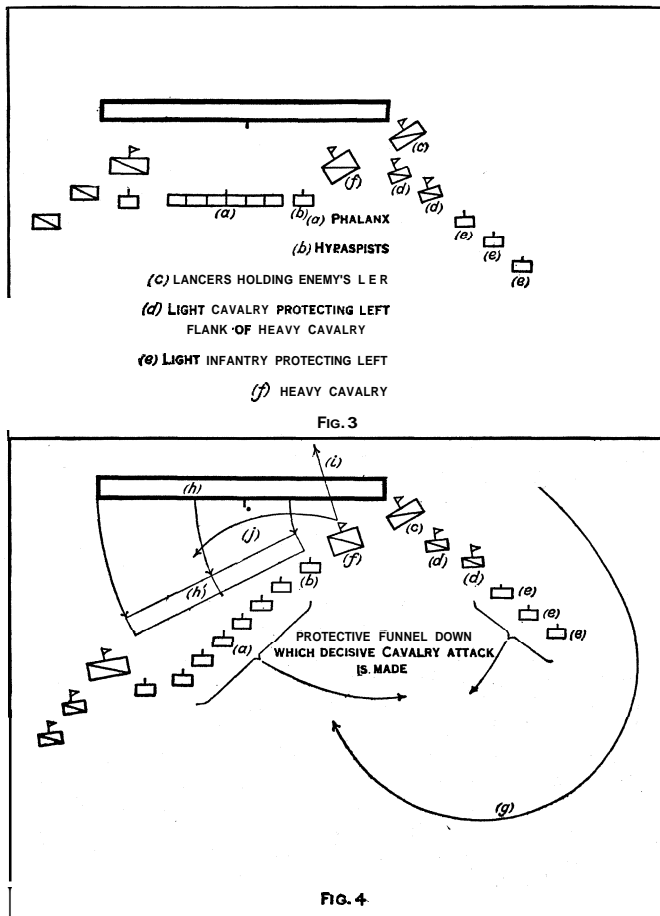 (c)
(f)
(d)
(d)
(a)
(b)
(e)
(e)
(e)
(a) PHALANX
(b) HYPASPISTS
(c) LANCERS HOLDING ENEMY'S L E R
(d) LIGHT CAVALRY PROTECTING LEFT
FLANK OF HEAVY CAVALRY
(e) LIGHT INFANTRY PROTECTING LEFT
(f) HEAVY CAVALRY
FIG. 3
(i)
(h)
(j)
(c)
(f)
(d)
(d)
(b)
(h')
(e)
(e)
(e)
(a)
PROTECTIVE FUNNEL DOWN
WHICH DECISIVE CAVALRY ATTACK
IS MADE
(g)
FIG. 4